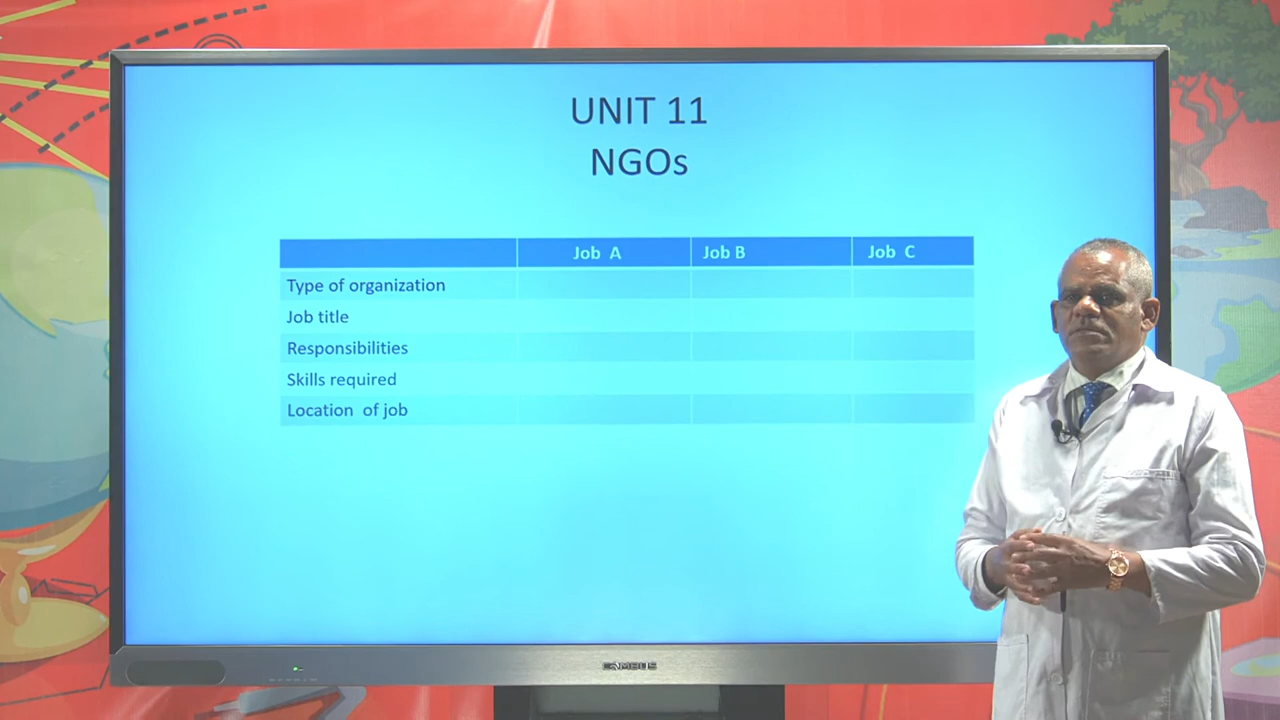 UNIT 11
NGOs
Job A Job B Job C
Type of organization
Job title
Responsibilities
Skills required
Location of job